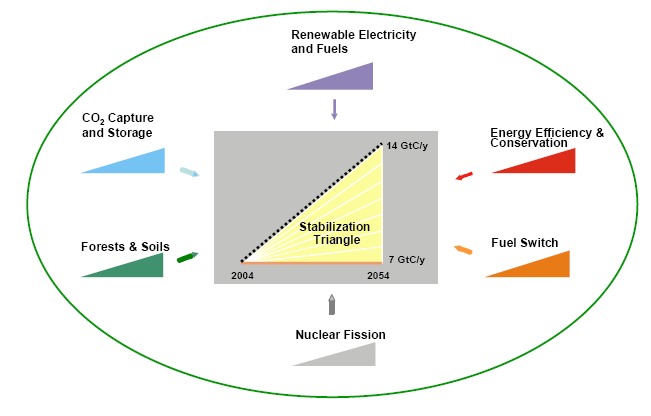 Renewable Electricity
and Fuels
CO2 Capture
and Storage
Energy Efficiency &
Conservation
14 GtC/y
Stabilization
Triangle
Forests & Soils
Fuel Switch
7 GtC/y
2004
2054
Nuclear Fission